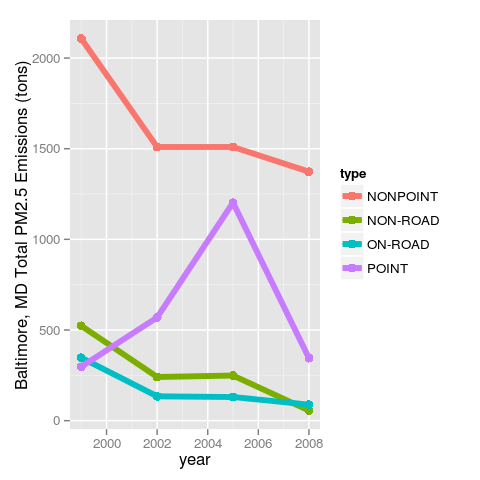 Baltimore, MD Total PM2.5 Emissions (tons)
2000
1500
1000
500
0
2000 2002 2004 2006 2008
year
type
NONPOINT
NON-ROAD
ON-ROAD
POINT